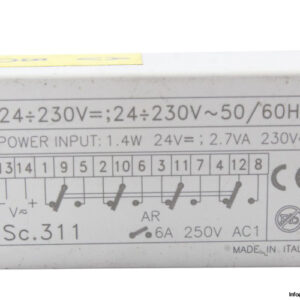 24÷230V=;24÷230V~50/60H
POWER INPUT: 1.4W 24V=; 2.7VA 230V
13 14 1 9 5 2 10 6 3 11 7 4 12 8
V≂
AR
Sc.311
6A 250V AC1
MADE IN ITAL